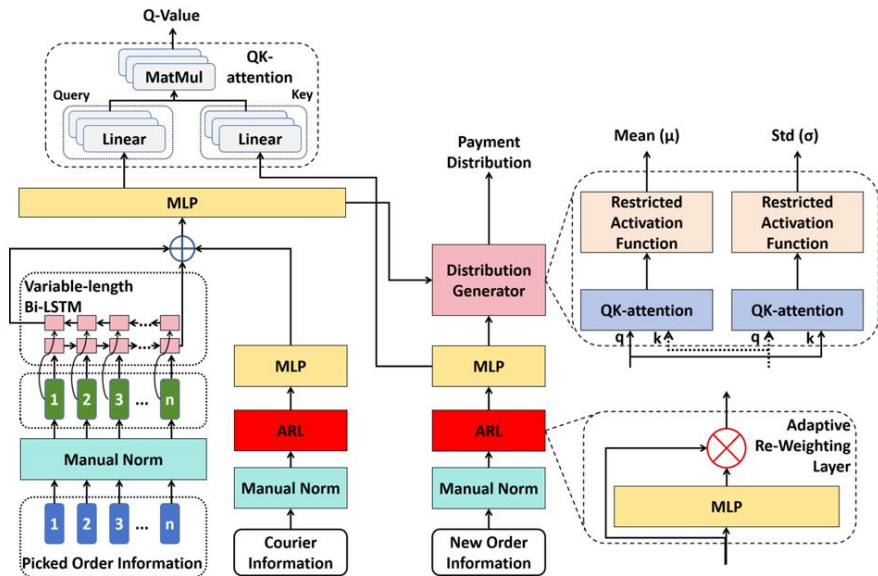 Q-Value
QK-
attention
MatMul
Query
Key
Linear
Linear
MLP
Variable-length
Bi-LSTM
...
...
1
2
3
...
n
Manual Norm
1
2
3
...
n
Picked Order Information
MLP
ARL
Manual Norm
Courier
Information
Payment
Distribution
Distribution
Generator
MLP
ARL
Manual Norm
New Order
Information
Mean (μ)
Std (σ)
Restricted
Activation
Function
Restricted
Activation
Function
QK-attention
QK-attention
q
k
q
k
Adaptive
Re-Weighting
Layer
MLP